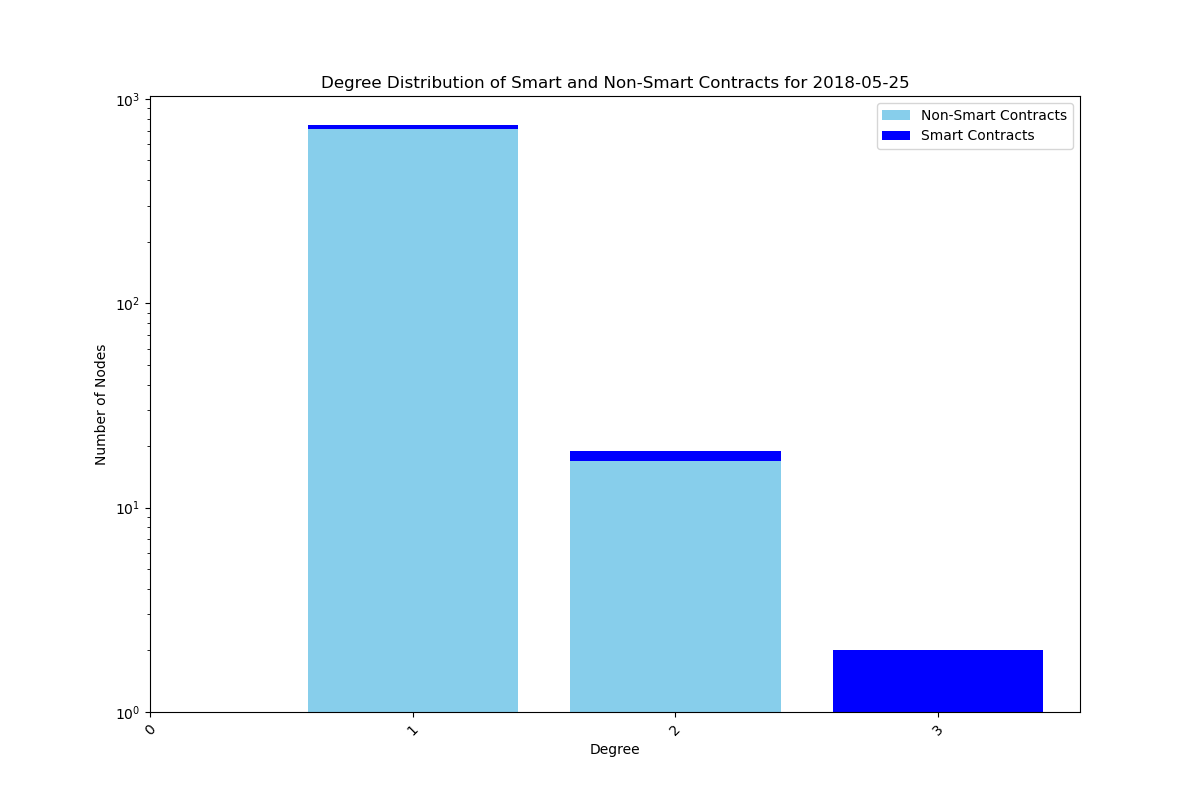 Degree Distribution of Smart and Non-Smart Contracts for 2018-05-25
Non-Smart Contracts
Smart Contracts
Number of Nodes
10³
10²
10¹
10⁰
0
1
2
3
Degree